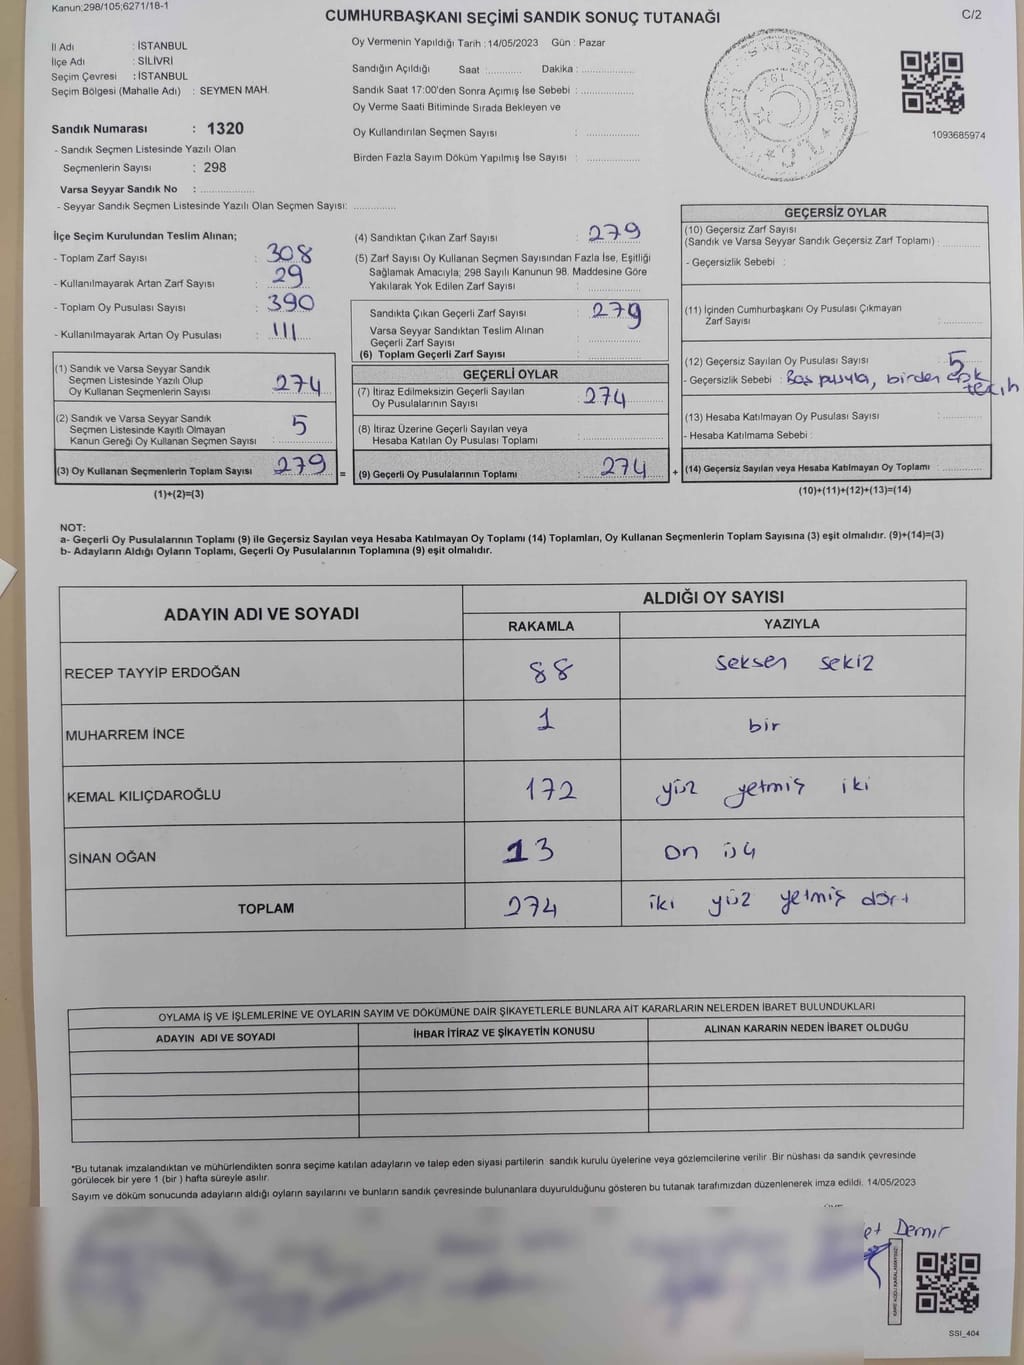 Kanun:298/105;6271/18-1
CUMHURBAŞKANI SEÇİMİ SANDIK SONUÇ TUTANAĞI
C/2
İl Adı : İSTANBUL
İlçe Adı : SİLİVRİ
Seçim Çevresi : İSTANBUL
Seçim Bölgesi (Mahalle Adı) : SEYMEN MAH.
Sandık Numarası : 1320
- Sandık Seçmen Listesinde Yazılı Olan
Seçmenlerin Sayısı : 298
Varsa Seyyar Sandık No : ..................
- Seyyar Sandık Seçmen Listesinde Yazılı Olan Seçmen Sayısı: ..............
Oy Vermenin Yapıldığı Tarih : 14/05/2023 Gün : Pazar
Sandığın Açıldığı Saat :........... Dakika : .................
Sandık Saat 17:00'den Sonra Açımış İse Sebebi : .................
Oy Verme Saati Bitiminde Sırada Bekleyen ve
Oy Kullandırılan Seçmen Sayısı : .................
Birden Fazla Sayım Döküm Yapılmış İse Sayısı : .................
1093685974
İlçe Seçim Kurulundan Teslim Alınan;
- Toplam Zarf Sayısı : 308
- Kullanılmayarak Artan Zarf Sayısı : 29
- Toplam Oy Pusulası Sayısı : 390
- Kullanılmayarak Artan Oy Pusulası : 111
(1) Sandık ve Varsa Seyyar Sandık
Seçmen Listesinde Yazılı Olup
Oy Kullanan Seçmenlerin Sayısı : 274
(2) Sandık ve Varsa Seyyar Sandık
Seçmen Listesinde Kayıtlı Olmayan
Kanun Gereği Oy Kullanan Seçmen Sayısı : 5
(3) Oy Kullanan Seçmenlerin Toplam Sayısı : 279
(1)+(2)=(3)
(4) Sandıktan Çıkan Zarf Sayısı : 279
(5) Zarf Sayısı Oy Kullanan Seçmen Sayısından Fazla İse, Eşitliği
Sağlamak Amacıyla; 298 Sayılı Kanunun 98. Maddesine Göre
Yakılarak Yok Edilen Zarf Sayısı : .................
Sandıkta Çıkan Geçerli Zarf Sayısı : 279
Varsa Seyyar Sandıktan Teslim Alınan
Geçerli Zarf Sayısı : .................
(6) Toplam Geçerli Zarf Sayısı : .................
GEÇERLİ OYLAR
(7) İtiraz Edilmeksizin Geçerli Sayılan
Oy Pusulalarının Sayısı : 274
(8) İtiraz Üzerine Geçerli Sayılan veya
Hesaba Katılan Oy Pusulası Toplamı : .................
= (9) Geçerli Oy Pusulalarının Toplamı : 274 +
GEÇERSİZ OYLAR
(10) Geçersiz Zarf Sayısı
(Sandık ve Varsa Seyyar Sandık Geçersiz Zarf Toplamı) : ............
- Geçersizlik Sebebi :
(11) İçinden Cumhurbaşkanı Oy Pusulası Çıkmayan
Zarf Sayısı : ............
(12) Geçersiz Sayılan Oy Pusulası Sayısı : 5
- Geçersizlik Sebebi : Boş pusula, birden çok
tercih
(13) Hesaba Katılmayan Oy Pusulası Sayısı : ............
- Hesaba Katılmama Sebebi :
(14) Geçersiz Sayılan veya Hesaba Katılmayan Oy Toplamı : ............
(10)+(11)+(12)+(13)=(14)
NOT:
a- Geçerli Oy Pusulalarının Toplamı (9) ile Geçersiz Sayılan veya Hesaba Katılmayan Oy Toplamı (14) Toplamları, Oy Kullanan Seçmenlerin Toplam Sayısına (3) eşit olmalıdır. (9)+(14)=(3)
b- Adayların Aldığı Oyların Toplamı, Geçerli Oy Pusulalarının Toplamına (9) eşit olmalıdır.
ADAYIN ADI VE SOYADI ALDIĞI OY SAYISI
RAKAMLA YAZIYLA
RECEP TAYYİP ERDOĞAN 88 seksen sekiz
MUHARREM İNCE 1 bir
KEMAL KILIÇDAROĞLU 172 yüz yetmiş iki
SİNAN OĞAN 13 on üç
TOPLAM 274 iki yüz yetmiş dört
OYLAMA İŞ VE İŞLEMLERİNE VE OYLARIN SAYIM VE DÖKÜMÜNE DAİR ŞİKAYETLERLE BUNLARA AİT KARARLARIN NELERDEN İBARET BULUNDUKLARI
ADAYIN ADI VE SOYADI İHBAR İTİRAZ VE ŞİKAYETİN KONUSU ALINAN KARARIN NEDEN İBARET OLDUĞU
*Bu tutanak imzalandıktan ve mühürlendikten sonra seçime katılan adayların ve talep eden siyasi partilerin sandık kurulu üyelerine veya gözlemcilerine verilir .Bir nüshası da sandık çevresinde
görülecek bir yere 1 (bir ) hafta süreyle asılır.
Sayım ve döküm sonucunda adayların aldığı oyların sayılarını ve bunların sandık çevresinde bulunanlara duyurulduğunu gösteren bu tutanak tarafımızdan düzenlenerek imza edildi. 14/05/2023
Demir
SSI_404